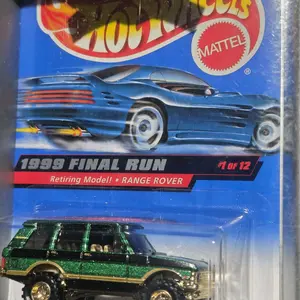 HOT WHEELS
MATTEL
1999 FINAL RUN
#1 OF 12
Retiring Model! • RANGE ROVER